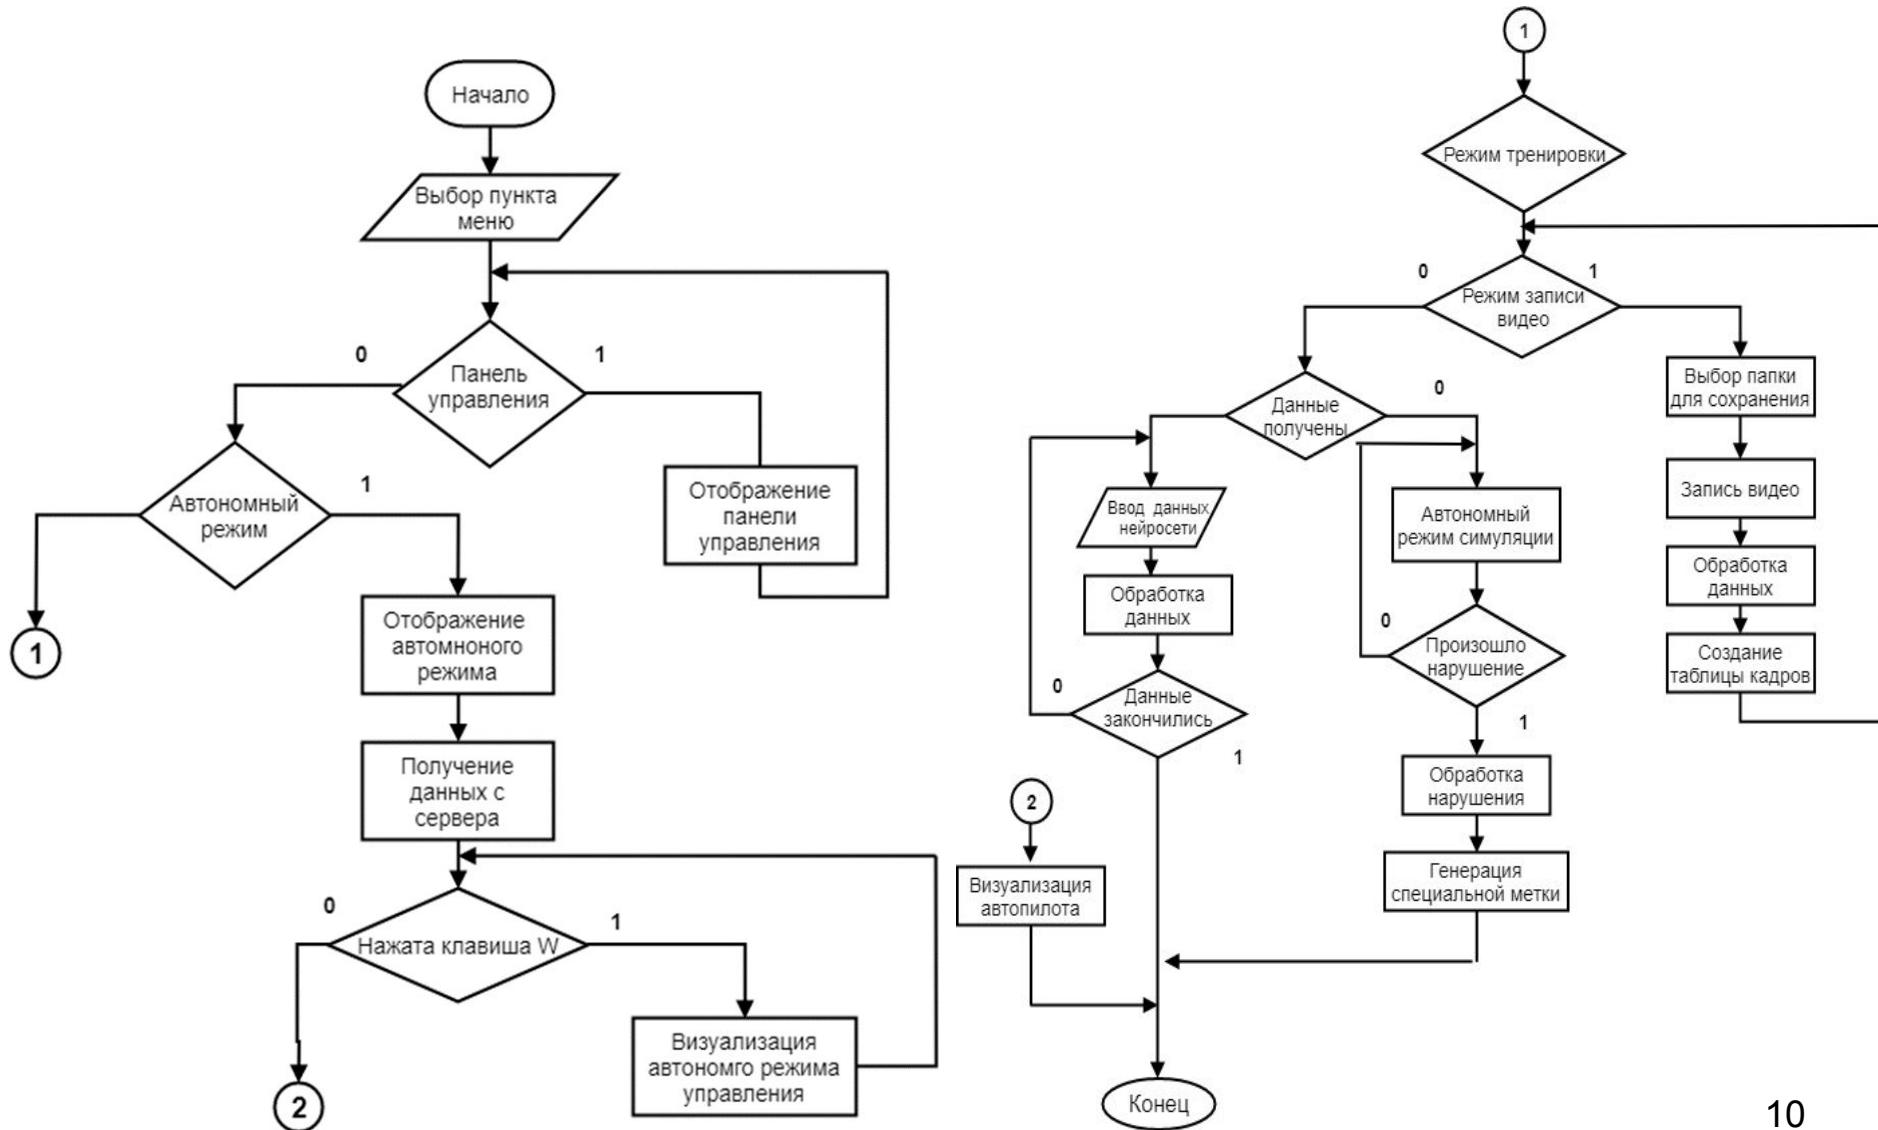 Начало
Выбор пункта
меню
0
1
Панель
управления
Автономный
режим
1
Отображение
панели
управления
1
Отображение
автомноного
режима
Получение
данных с
сервера
0
1
Нажата клавиша W
Визуализация
автономго режима
управления
2
1
Режим тренировки
0
1
Режим записи
видео
Выбор папки
для сохранения
Запись видео
Обработка
данных
Создание
таблицы кадров
Данные
получены
0
Ввод данных
нейросети
Обработка
данных
0
Данные
закончились
1
Автономный
режим симуляции
0
Произошло
нарушение
1
Обработка
нарушения
Генерация
специальной метки
2
Визуализация
автопилота
Конец
10